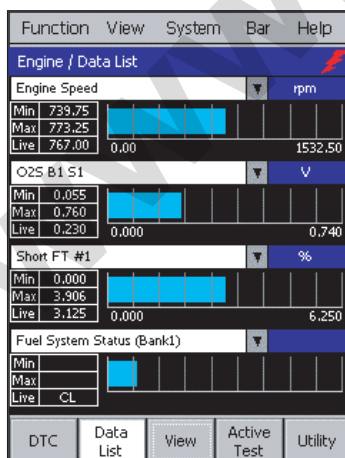 Function View System Bar Help
Engine / Data List
Engine Speed rpm
Min 739.75
Max 773.25
Live 767.00 0.00 1532.50
O2S B1 S1 V
Min 0.055
Max 0.760
Live 0.230 0.000 0.740
Short FT #1 %
Min 0.000
Max 3.906
Live 3.125 0.000 6.250
Fuel System Status (Bank1)
Min
Max
Live CL
DTC Data List View Active Test Utility